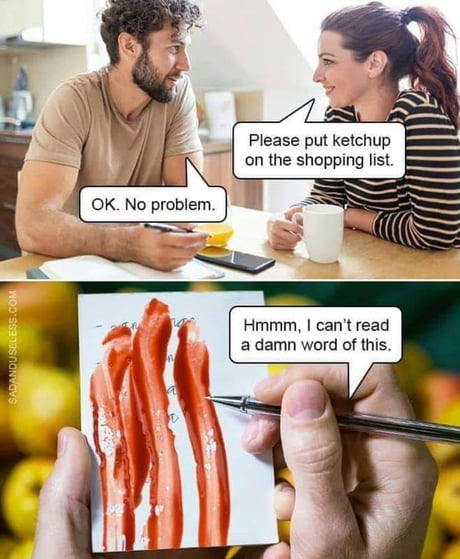 Please put ketchup
on the shopping list.
OK. No problem.
Hmmm, I can't read
a damn word of this.
SADANDUSELESS.COM